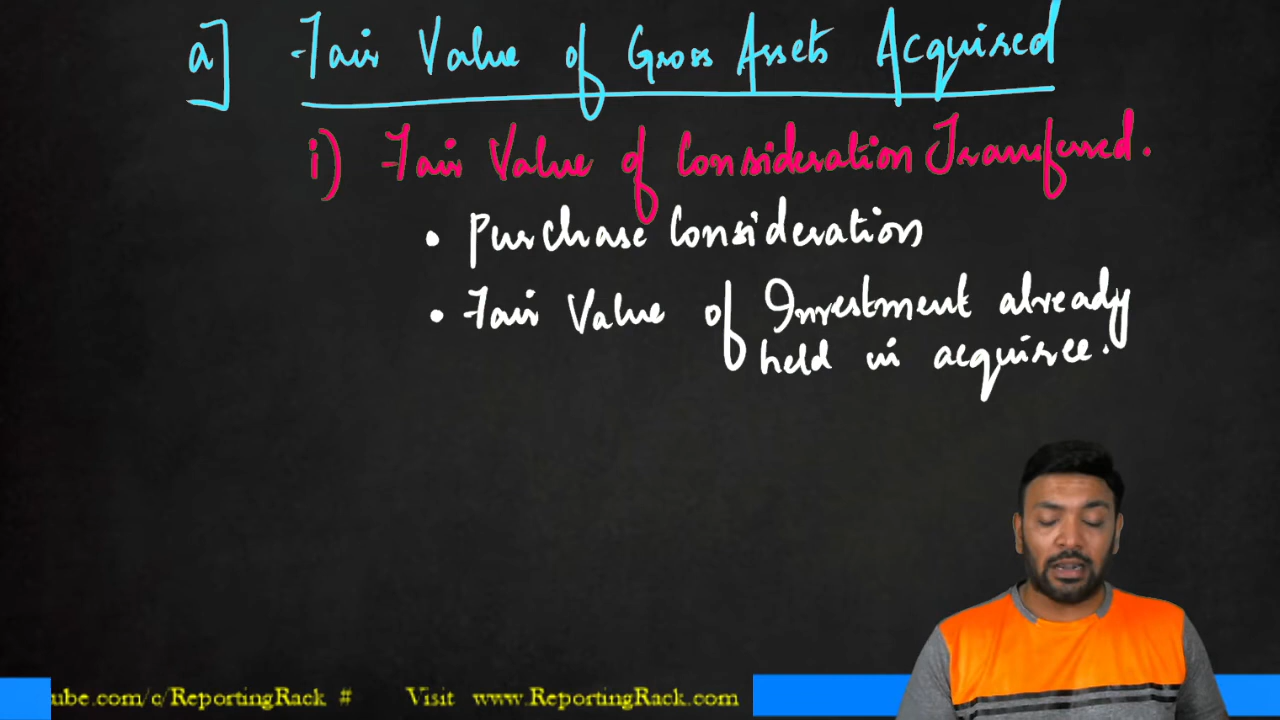 a] Fair Value of Gross Assets Acquired
i) Fair Value of Consideration Transferred.
• Purchase Consideration
• Fair Value of Investment already
held in acquiree.
ube.com/c/ReportingRack # Visit www.ReportingRack.com